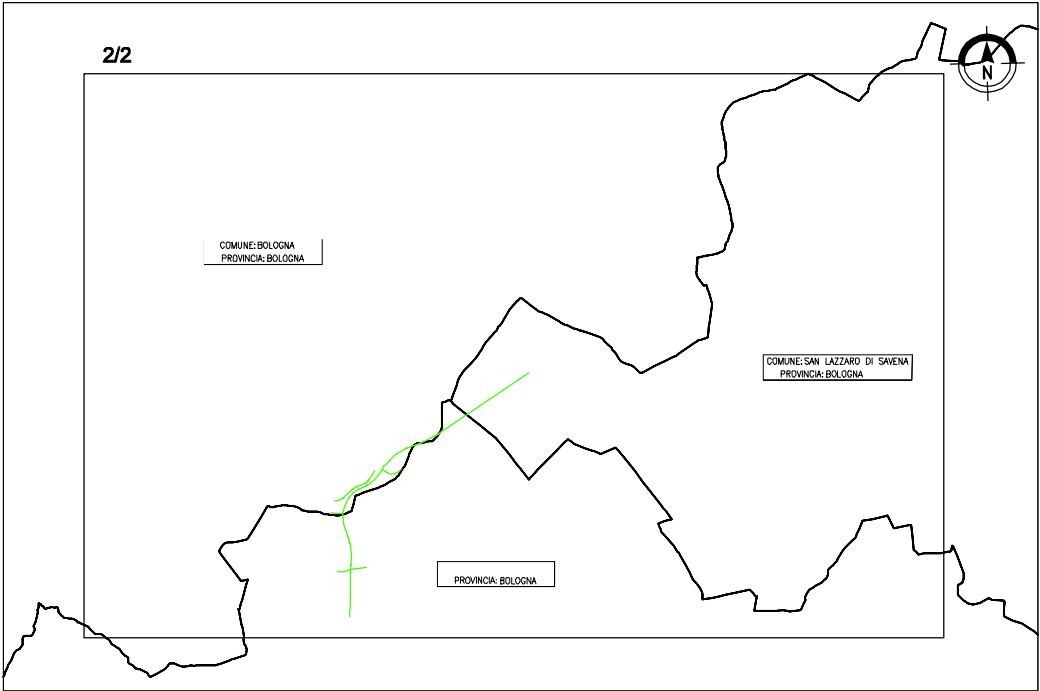 2/2
N
COMUNE: BOLOGNA
PROVINCIA: BOLOGNA
COMUNE: SAN LAZZARO DI SAVENA
PROVINCIA: BOLOGNA
PROVINCIA: BOLOGNA